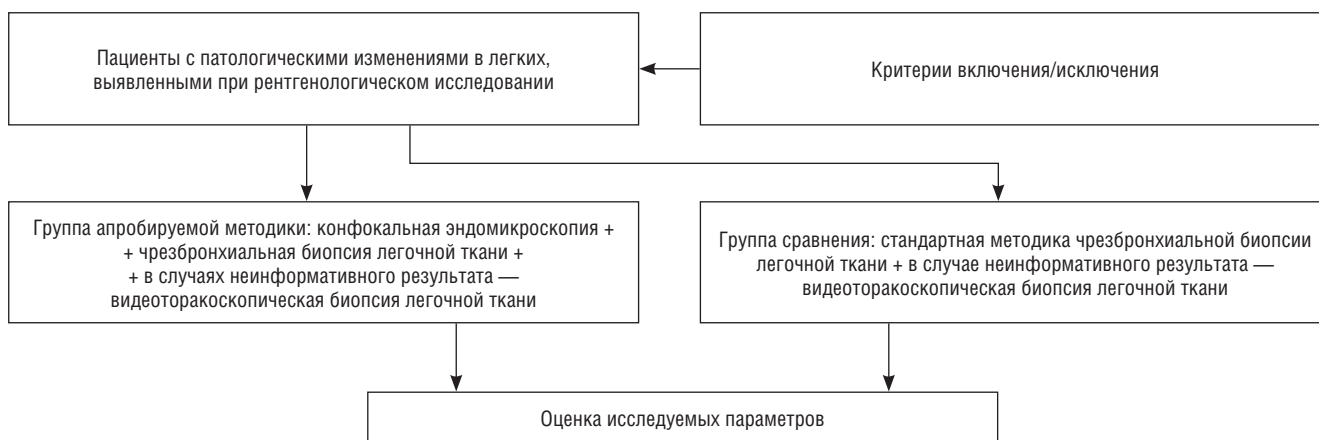 Пациенты с патологическими изменениями в легких,
выявленными при рентгенологическом исследовании
Критерии включения/исключения
Группа апробируемой методики: конфокальная эндомикроскопия +
+ чрезбронхиальная биопсия легочной ткани +
+ в случаях неинформативного результата —
видеоторакоскопическая биопсия легочной ткани
Группа сравнения: стандартная методика чрезбронхиальной биопсии
легочной ткани + в случае неинформативного результата —
видеоторакоскопическая биопсия легочной ткани
Оценка исследуемых параметров